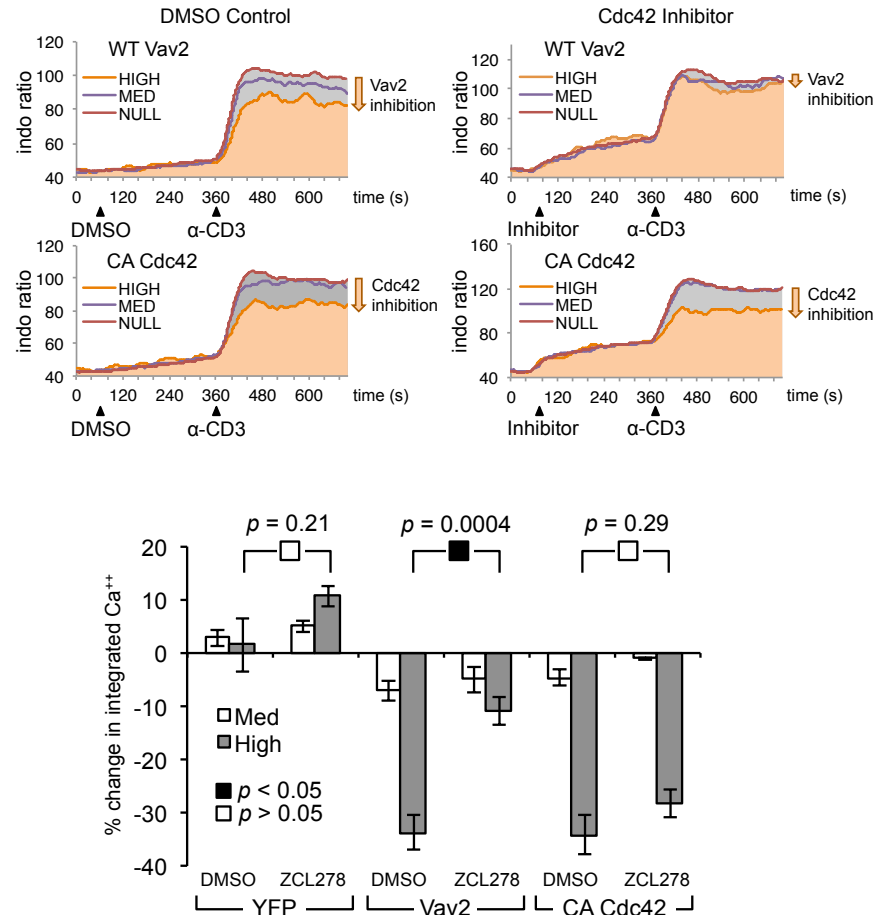 DMSO Control
Cdc42 Inhibitor
WT Vav2
HIGH
MED
NULL
indo ratio
120
100
80
60
40
0 120 240 360 480 600 time (s)
DMSO α-CD3
Vav2
inhibition
WT Vav2
HIGH
MED
NULL
indo ratio
120
100
80
60
40
0 120 240 360 480 600 time (s)
Inhibitor α-CD3
Vav2
inhibition
CA Cdc42
HIGH
MED
NULL
indo ratio
120
100
80
60
40
0 120 240 360 480 600 time (s)
DMSO α-CD3
Cdc42
inhibition
CA Cdc42
HIGH
MED
NULL
indo ratio
160
120
80
40
0 120 240 360 480 600 time (s)
Inhibitor α-CD3
Cdc42
inhibition
p = 0.21 p = 0.0004 p = 0.29
% change in integrated Ca++
20
10
0
-10
-20
-30
-40
Med
High
p < 0.05
p > 0.05
DMSO ZCL278 DMSO ZCL278 DMSO ZCL278
YFP Vav2 CA Cdc42